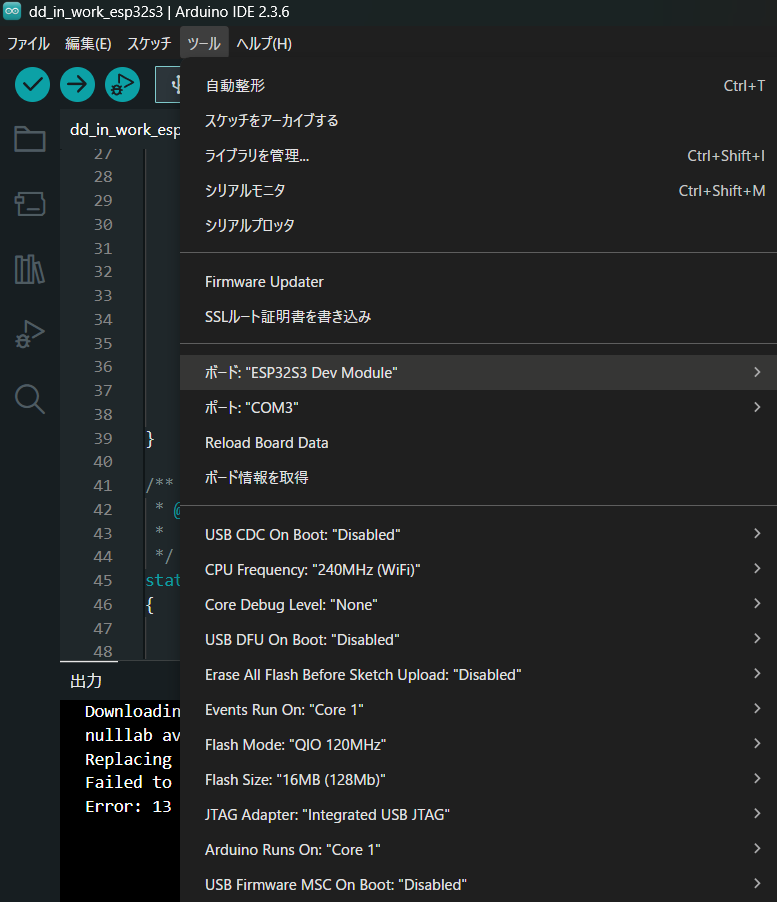 dd_in_work_esp32s3 | Arduino IDE 2.3.6
ファイル 編集(E) スケッチ ツール ヘルプ(H)
自動整形 Ctrl+T
スケッチをアーカイブする
ライブラリを管理... Ctrl+Shift+I
シリアルモニタ Ctrl+Shift+M
シリアルプロッタ
Firmware Updater
SSLルート証明書を書き込み
ボード: "ESP32S3 Dev Module"
ポート: "COM3"
Reload Board Data
ボード情報を取得
USB CDC On Boot: "Disabled"
CPU Frequency: "240MHz (WiFi)"
Core Debug Level: "None"
USB DFU On Boot: "Disabled"
Erase All Flash Before Sketch Upload: "Disabled"
Events Run On: "Core 1"
Flash Mode: "QIO 120MHz"
Flash Size: "16MB (128Mb)"
JTAG Adapter: "Integrated USB JTAG"
Arduino Runs On: "Core 1"
USB Firmware MSC On Boot: "Disabled"
dd_in_work_esp
27
28
29
30
31
32
33
34
35
36
37
38
39 }
40
41 /**
42 * @
43 *
44 */
45 stat
46 {
47
48
出力
Downloadin
nulllab av
Replacing
Failed to
Error: 13